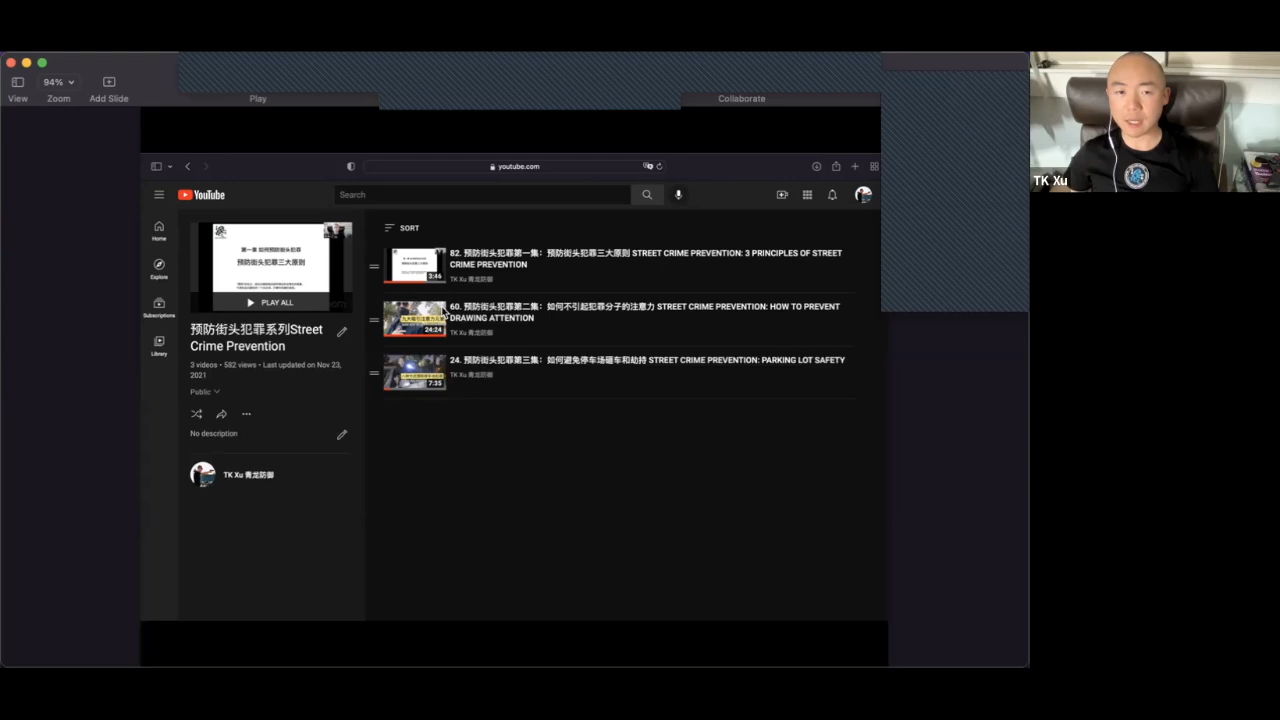 94%
View
Zoom
Add Slide
Play
Collaborate
youtube.com
YouTube
Search
Home
Explore
Subscriptions
Library
第一集 如何预防街头犯罪
预防街头犯罪三大原则
PLAY ALL
预防街头犯罪系列Street
Crime Prevention
3 videos • 582 views • Last updated on Nov 23,
2021
Public
No description
TK Xu 青龙防御
SORT
3:46
82. 预防街头犯罪第一集：预防街头犯罪三大原则 STREET CRIME PREVENTION: 3 PRINCIPLES OF STREET
CRIME PREVENTION
TK Xu 青龙防御
24:24
60. 预防街头犯罪第二集：如何不引起犯罪分子的注意力 STREET CRIME PREVENTION: HOW TO PREVENT
DRAWING ATTENTION
TK Xu 青龙防御
7:35
24. 预防街头犯罪第三集：如何避免停车场砸车和劫持 STREET CRIME PREVENTION: PARKING LOT SAFETY
TK Xu 青龙防御
TK Xu